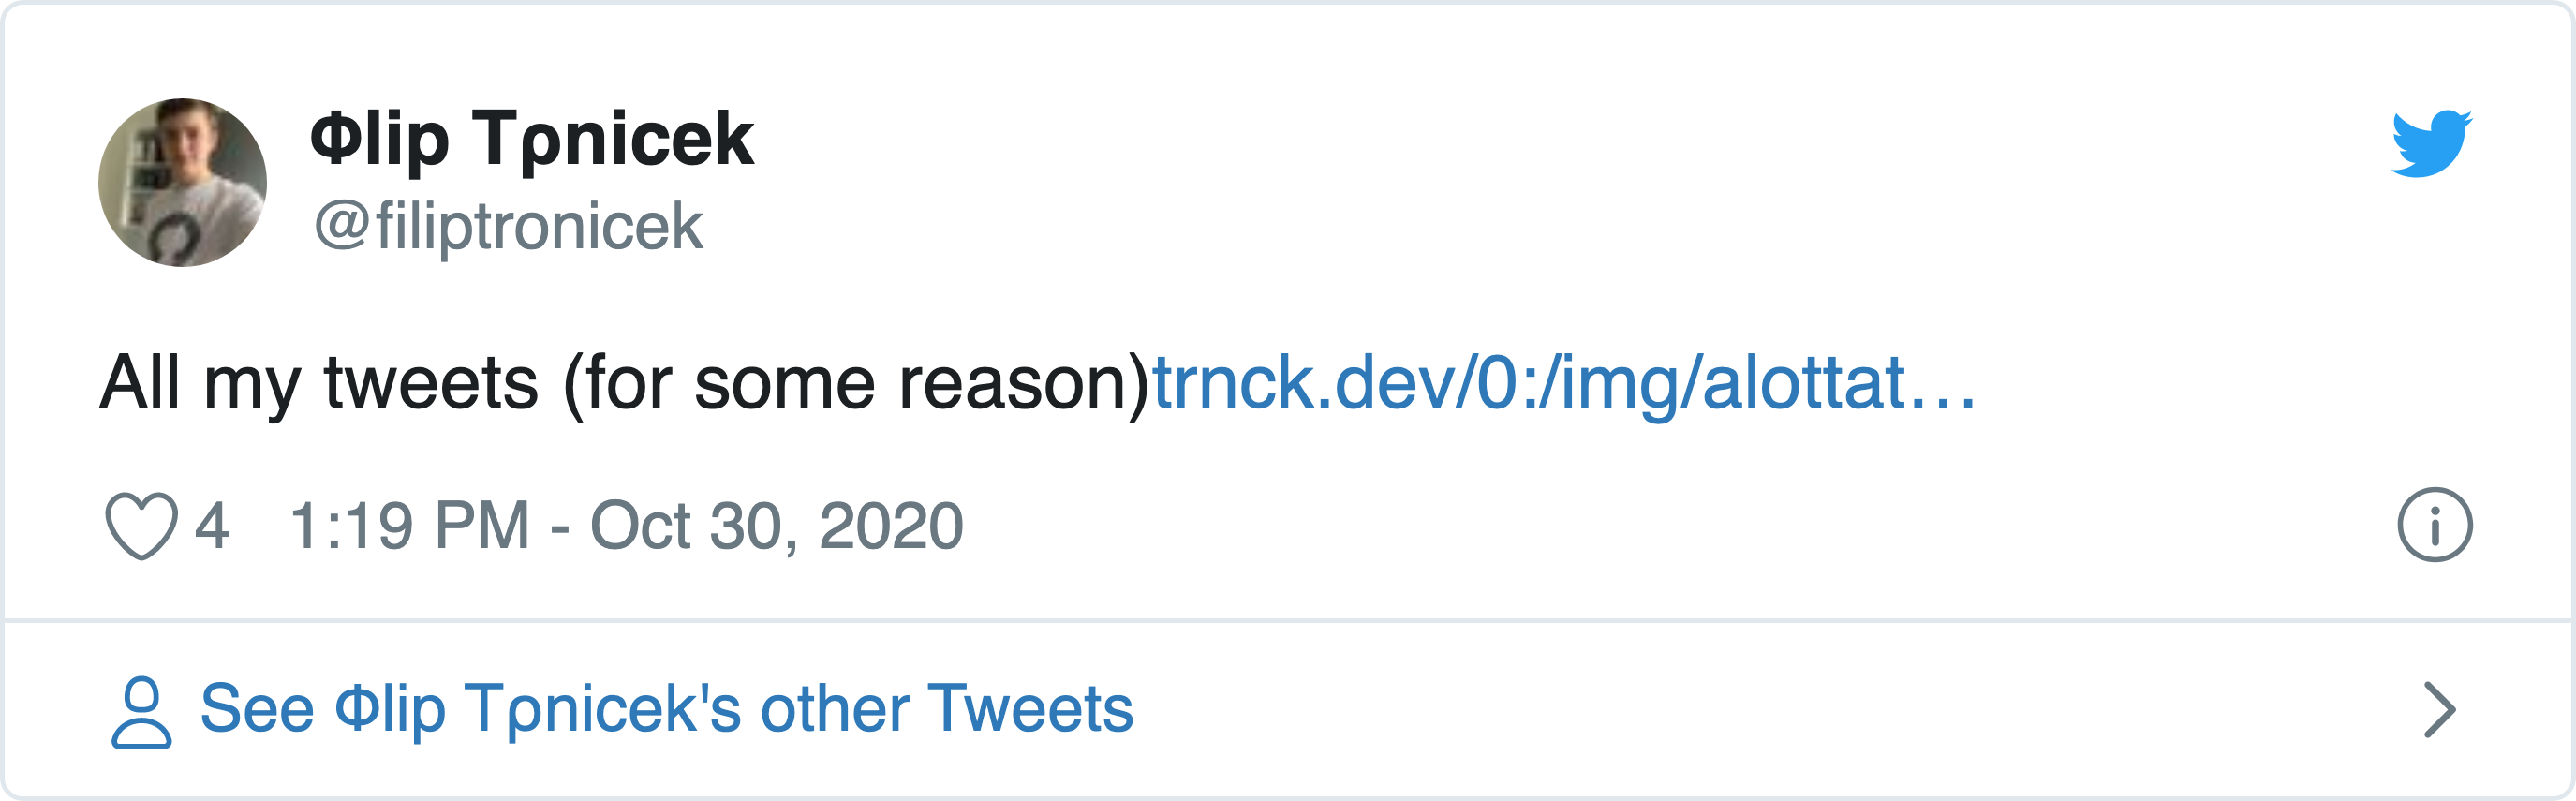 Φlip Tρnicek
@filiptronicek
All my tweets (for some reason)trnck.dev/0:/img/alottat…
4 1:19 PM - Oct 30, 2020
See Φlip Tρnicek's other Tweets